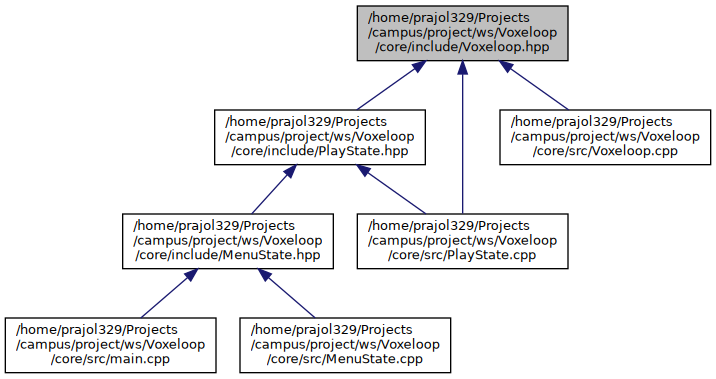 /home/prajol329/Projects
/campus/project/ws/Voxeloop
/core/include/Voxeloop.hpp
/home/prajol329/Projects
/campus/project/ws/Voxeloop
/core/include/PlayState.hpp
/home/prajol329/Projects
/campus/project/ws/Voxeloop
/core/src/Voxeloop.cpp
/home/prajol329/Projects
/campus/project/ws/Voxeloop
/core/include/MenuState.hpp
/home/prajol329/Projects
/campus/project/ws/Voxeloop
/core/src/PlayState.cpp
/home/prajol329/Projects
/campus/project/ws/Voxeloop
/core/src/main.cpp
/home/prajol329/Projects
/campus/project/ws/Voxeloop
/core/src/MenuState.cpp